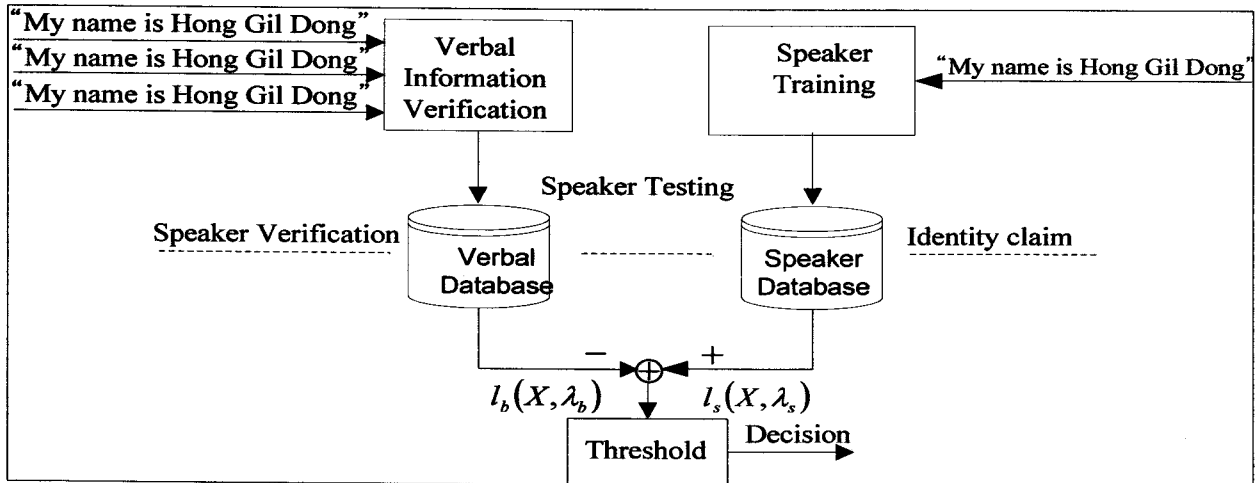 “My name is Hong Gil Dong”
“My name is Hong Gil Dong”
“My name is Hong Gil Dong”
Verbal
Information
Verification
Speaker
Training
“My name is Hong Gil Dong”
Speaker Testing
Speaker Verification
Verbal
Database
Speaker
Database
Identity claim
− +
l_b(X,λ_b) l_s(X,λ_s)
Threshold
Decision